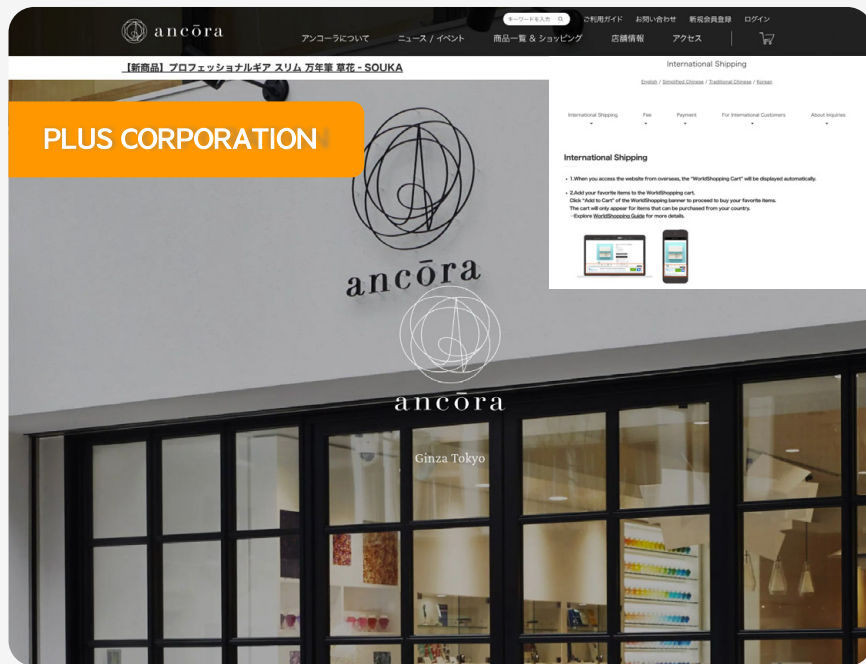 ancōra
キーワードを入力
ご利用ガイド お問い合わせ 新規会員登録 ログイン
アンコーラについて ニュース / イベント 商品一覧 & ショッピング 店舗情報 アクセス
【新商品】プロフェッショナルギア スリム 万年筆 草花 - SOUKA
PLUS CORPORATION
International Shipping
English / Simplified Chinese / Traditional Chinese / Korean
International Shipping Fee Payment For International Customers About Inquiries
International Shipping
• 1.When you access the website from overseas, the "WorldShopping Cart" will be displayed automatically.
• 2.Add your favorite items to the WorldShopping cart.
Click "Add to Cart" of the WorldShopping banner to proceed to buy your favorite items.
The cart will only appear for items that can be purchased from your country.
→Explore WorldShopping Guide for more details.
ancōra
ancōra
Ginza Tokyo